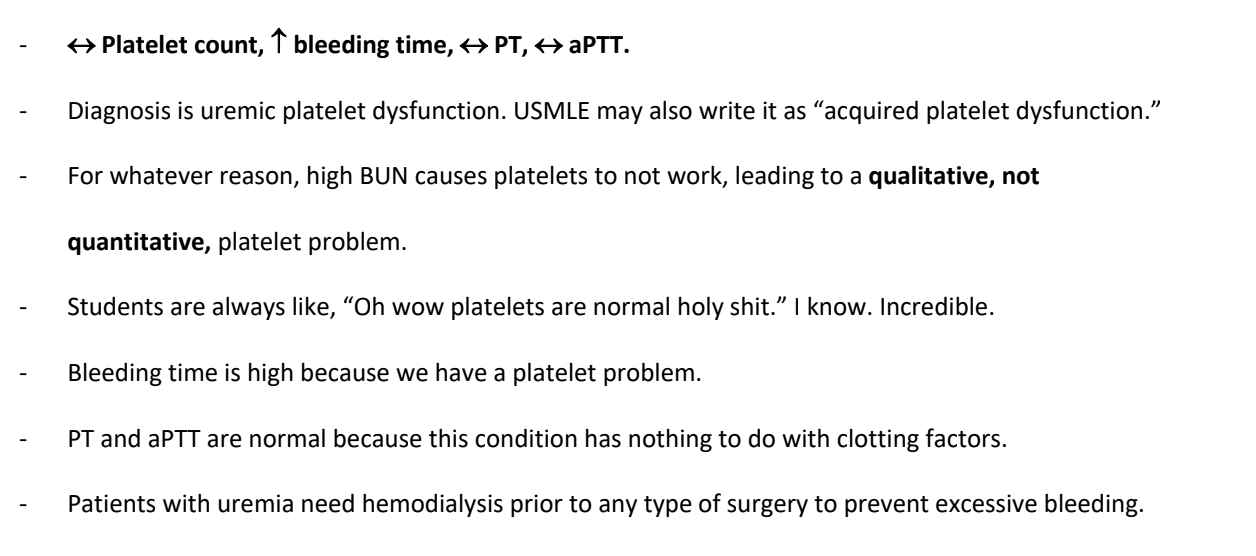 - ↔ Platelet count, ↑ bleeding time, ↔ PT, ↔ aPTT.
- Diagnosis is uremic platelet dysfunction. USMLE may also write it as “acquired platelet dysfunction.”
- For whatever reason, high BUN causes platelets to not work, leading to a qualitative, not
quantitative, platelet problem.
- Students are always like, “Oh wow platelets are normal holy shit.” I know. Incredible.
- Bleeding time is high because we have a platelet problem.
- PT and aPTT are normal because this condition has nothing to do with clotting factors.
- Patients with uremia need hemodialysis prior to any type of surgery to prevent excessive bleeding.